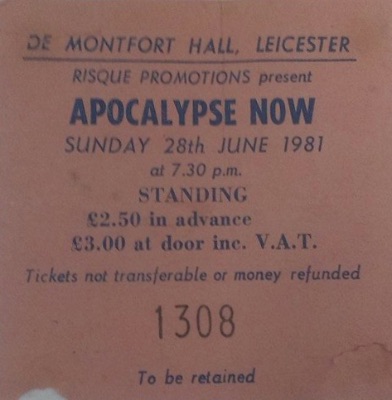 DE MONTFORT HALL, LEICESTER
RISQUE PROMOTIONS present
APOCALYPSE NOW
SUNDAY 28th JUNE 1981
at 7.30 p.m.
STANDING
£2.50 in advance
£3.00 at door inc. V.A.T.
Tickets not transferable or money refunded
1308
To be retained